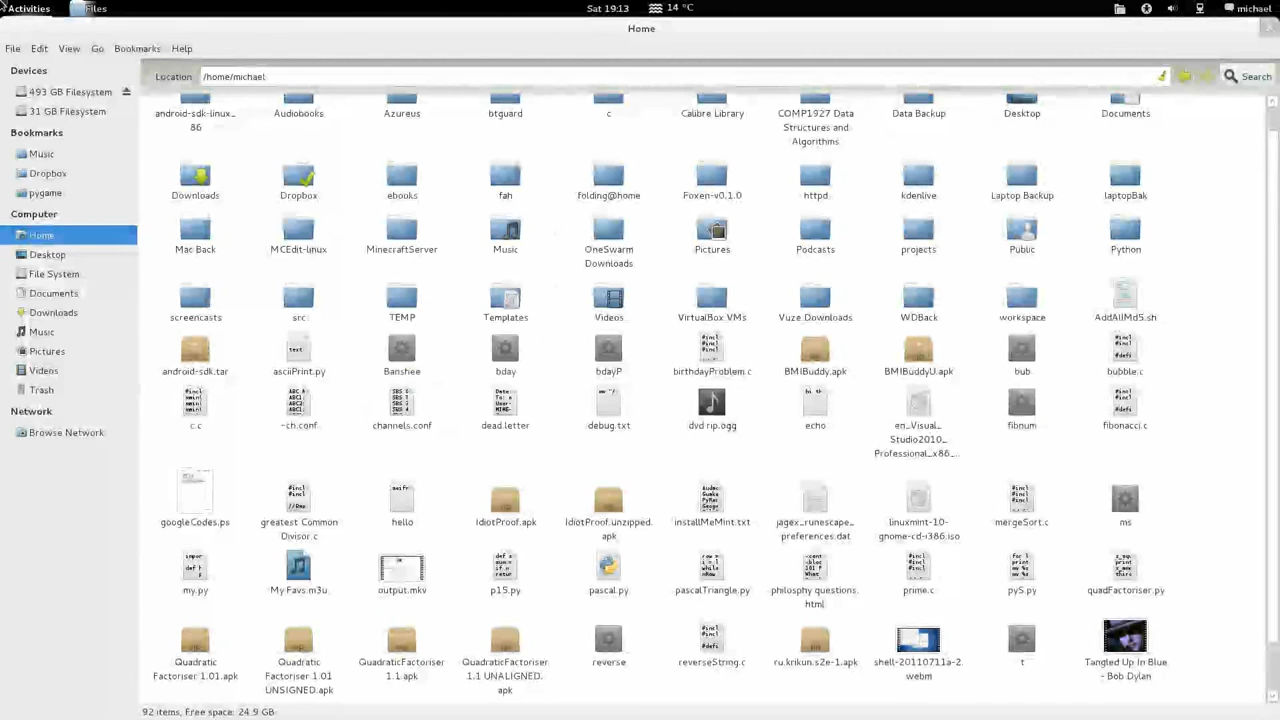 Activities Files Sat 19:13 14 °C michael
Home
File Edit View Go Bookmarks Help
Devices
493 GB Filesystem
31 GB Filesystem
Bookmarks
Music
Dropbox
pygame
Computer
Home
Desktop
File System
Documents
Downloads
Music
Pictures
Videos
Trash
Network
Browse Network
Location /home/michael Search
android-sdk-linux_
86
Audiobooks
Azureus
btguard
c
Calibre Library
COMP1927 Data
Structures and
Algorithms
Data Backup
Desktop
Documents
Downloads
Dropbox
ebooks
fah
folding@home
Foxen-v0.1.0
httpd
kdenlive
Laptop Backup
laptopBak
Mac Back
MCEdit-linux
MinecraftServer
Music
OneSwarm
Downloads
Pictures
Podcasts
projects
Public
Python
screencasts
src
TEMP
Templates
Videos
VirtualBox VMs
Vuze Downloads
WDBack
workspace
AddAllMd5.sh
android-sdk.tar
asciiPrint.py
Banshee
bday
bdayP
birthdayProblem.c
BMIBuddy.apk
BMIBuddyU.apk
bub
bubble.c
c.c
~ch.conf
channels.conf
dead.letter
debug.txt
dvd rip.ogg
echo
en_Visual_
Studio2010_
Professional_x86_...
fibnum
fibonacci.c
googleCodes.ps
greatest Common
Divisor.c
hello
IdiotProof.apk
IdiotProof.unzipped.
apk
installMeMint.txt
jagex_runescape_
preferences.dat
linuxmint-10-
gnome-cd-i386.iso
mergeSort.c
ms
my.py
My Favs.m3u
output.mkv
p15.py
pascal.py
pascalTriangle.py
philosphy questions.
html
prime.c
py5.py
quadFactoriser.py
Quadratic
Factoriser 1.01.apk
Quadratic
Factoriser 1.01
UNSIGNED.apk
QuadraticFactoriser
1.1.apk
QuadraticFactoriser
1.1 UNALIGNED.
apk
reverse
reverseString.c
ru.krikun.s2e-1.apk
shell-20110711a-2.
webm
t
Tangled Up In Blue
- Bob Dylan
92 items, Free space: 24.9 GB